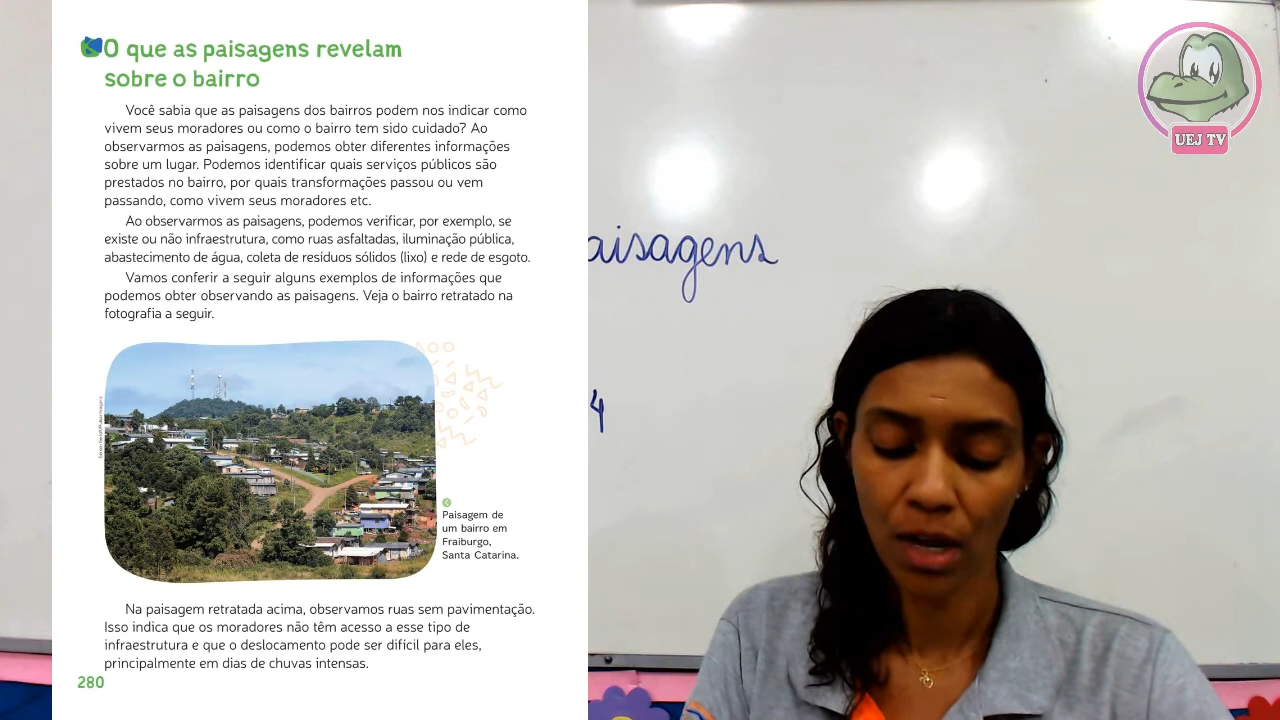 O que as paisagens revelam
sobre o bairro
Você sabia que as paisagens dos bairros podem nos indicar como
vivem seus moradores ou como o bairro tem sido cuidado? Ao
observarmos as paisagens, podemos obter diferentes informações
sobre um lugar. Podemos identificar quais serviços públicos são
prestados no bairro, por quais transformações passou ou vem
passando, como vivem seus moradores etc.
Ao observarmos as paisagens, podemos verificar, por exemplo, se
existe ou não infraestrutura, como ruas asfaltadas, iluminação pública,
abastecimento de água, coleta de resíduos sólidos (lixo) e rede de esgoto.
Vamos conferir a seguir alguns exemplos de informações que
podemos obter observando as paisagens. Veja o bairro retratado na
fotografia a seguir.
Paisagem de
um bairro em
Fraiburgo,
Santa Catarina.
Na paisagem retratada acima, observamos ruas sem pavimentação.
Isso indica que os moradores não têm acesso a esse tipo de
infraestrutura e que o deslocamento pode ser difícil para eles,
principalmente em dias de chuvas intensas.
280
aisagens
4
UEJ TV